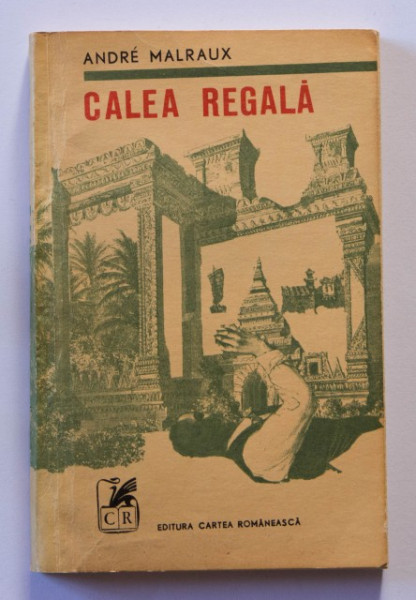 ANDRÉ MALRAUX
CALEA REGALĂ
CR
EDITURA CARTEA ROMÂNEASCĂ